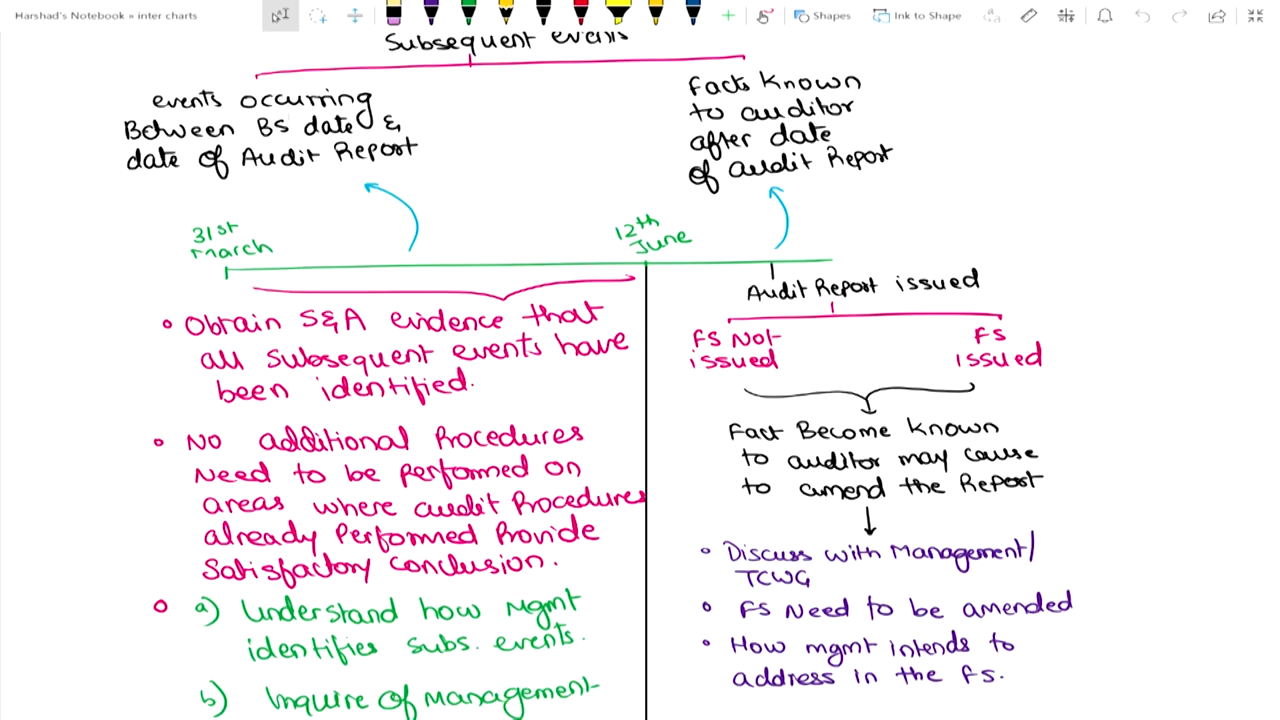 Harshad's Notebook » inter charts
Shapes
Ink to Shape
Subsequent events
events occurring
Between BS date &
date of Audit Report
Facts Known
to auditor
after date
of audit Report
31st
March
12th
June
Audit Report issued
• Obtain S&A evidence that
all subsequent events have
been identified.
• No additional Procedures
Need to be Performed on
areas where audit Procedures
already Performed Provide
Satisfactory Conclusion.
a) Understand how Mgmt
identifies subs. events.
b) Inquire of Management
FS Not
issued
FS
issued
Fact Become Known
to auditor may cause
to amend the Report
• Discuss with Management/
TCWG
• FS Need to be amended
• How mgmt intends to
address in the FS.